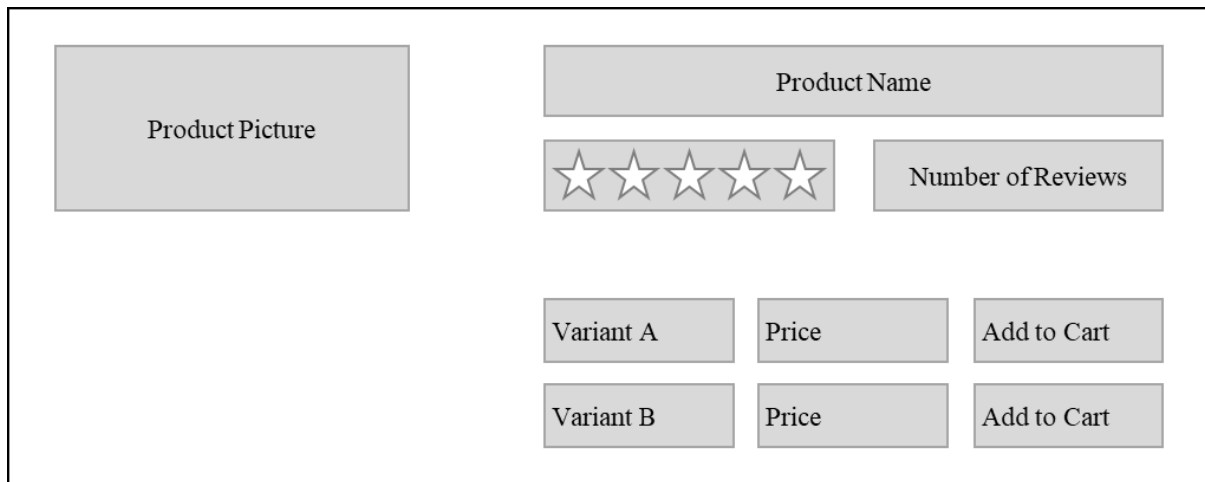 Product Picture
Product Name
Number of Reviews
Variant A
Price
Add to Cart
Variant B
Price
Add to Cart